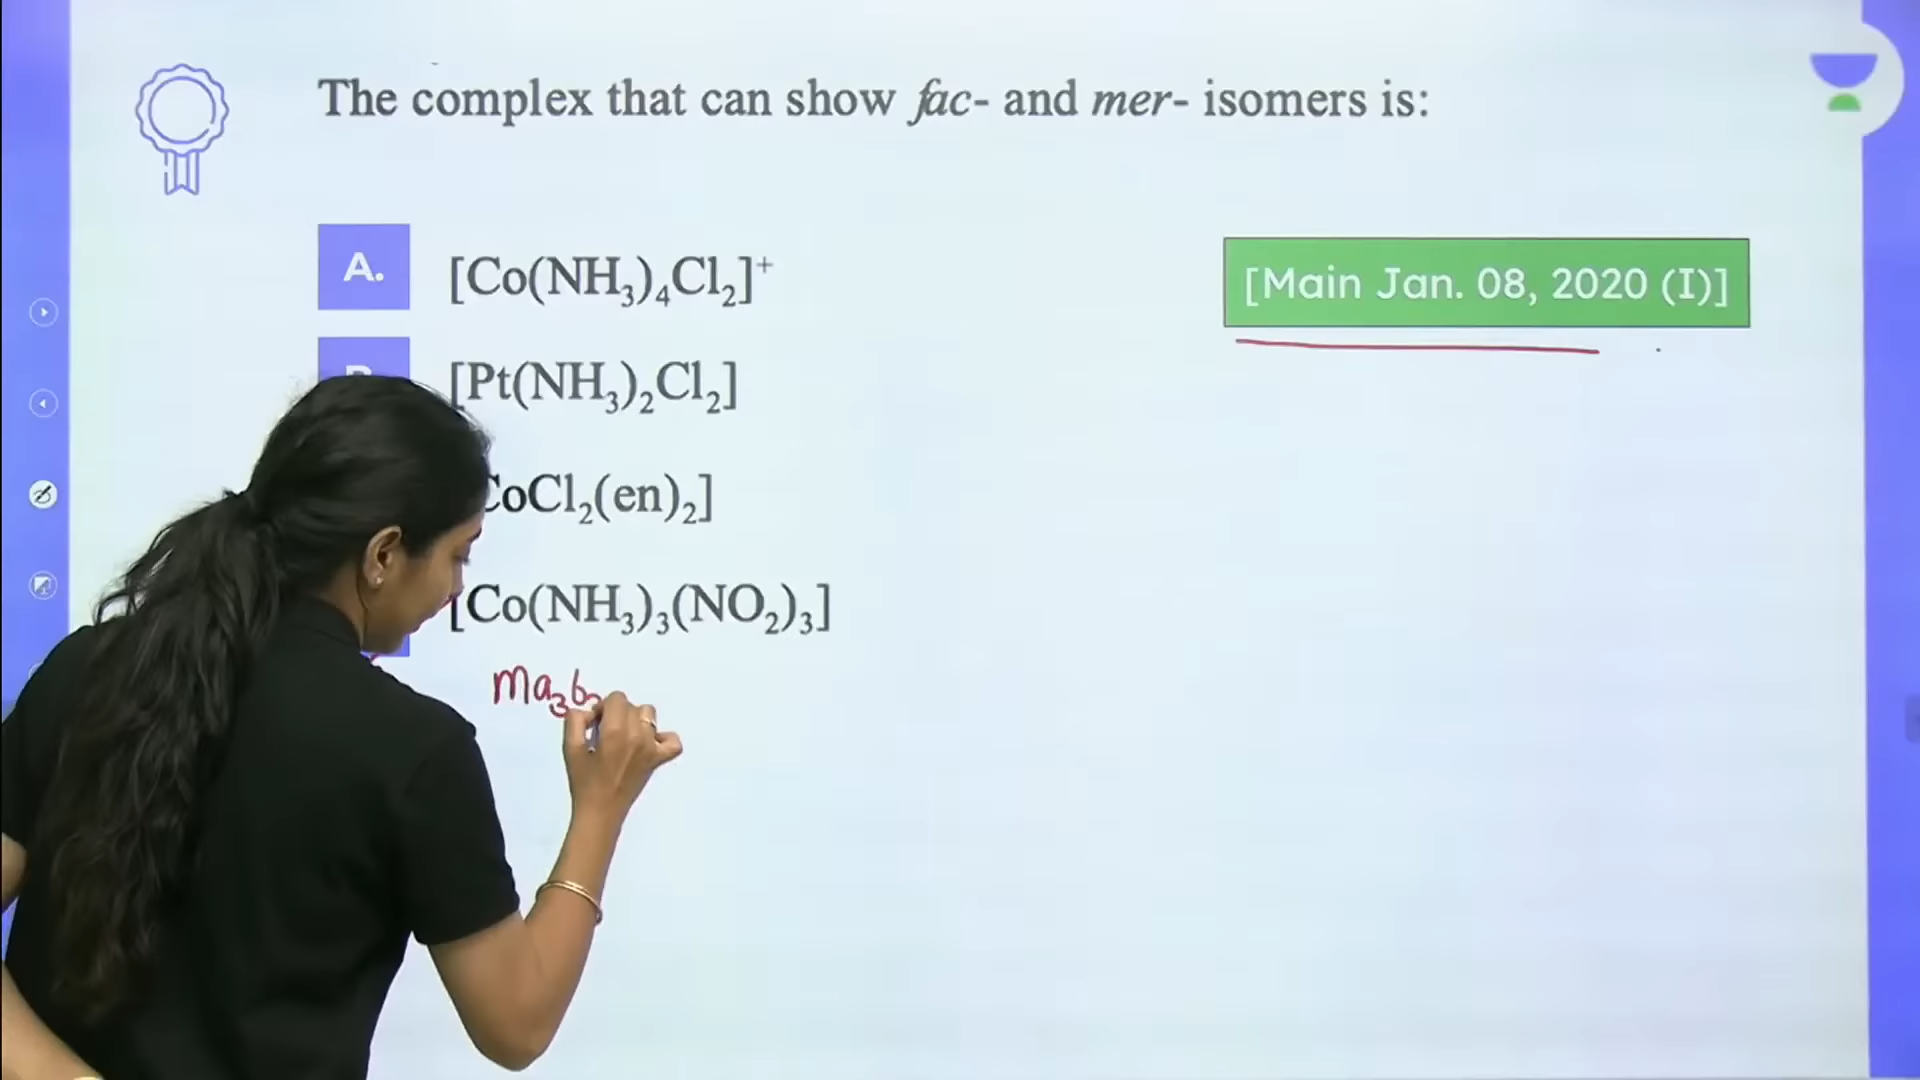 The complex that can show fac- and mer- isomers is:
A. [Co(NH₃)₄Cl₂]⁺
[Main Jan. 08, 2020 (I)]
[Pt(NH₃)₂Cl₂]
CoCl₂(en)₂]
[Co(NH₃)₃(NO₂)₃]
Ma₃b₃